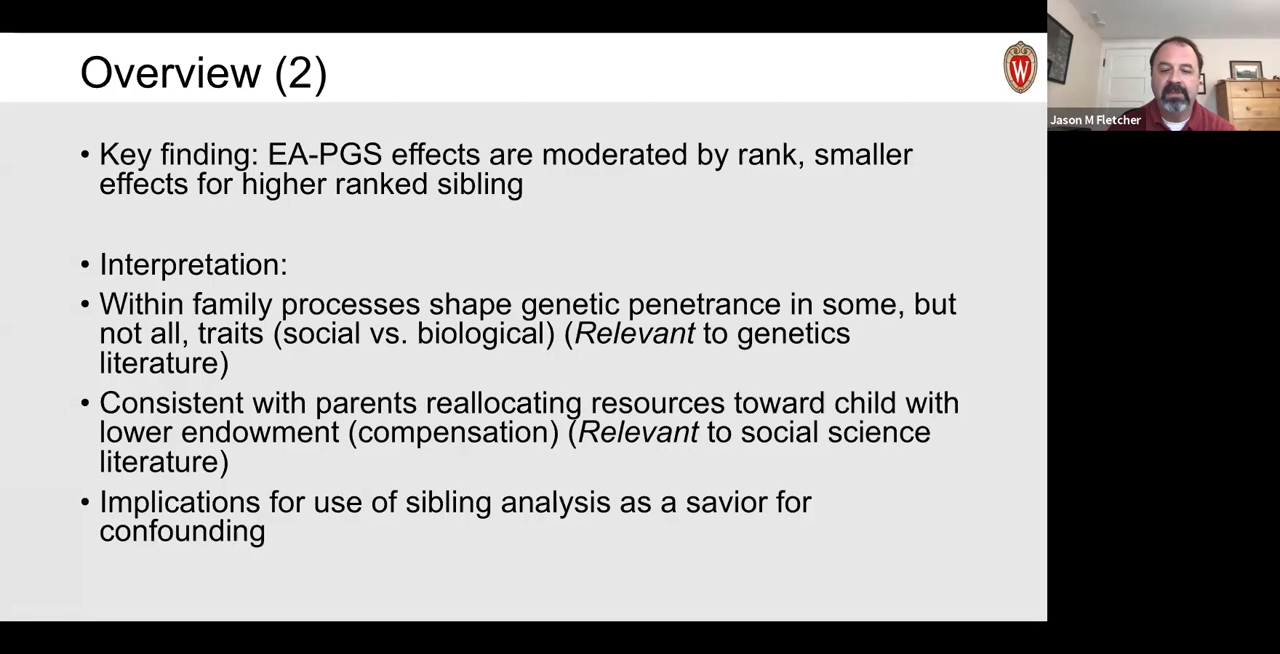 Overview (2)
W
Jason M Fletcher
• Key finding: EA-PGS effects are moderated by rank, smaller
effects for higher ranked sibling
• Interpretation:
• Within family processes shape genetic penetrance in some, but
not all, traits (social vs. biological) (Relevant to genetics
literature)
• Consistent with parents reallocating resources toward child with
lower endowment (compensation) (Relevant to social science
literature)
• Implications for use of sibling analysis as a savior for
confounding